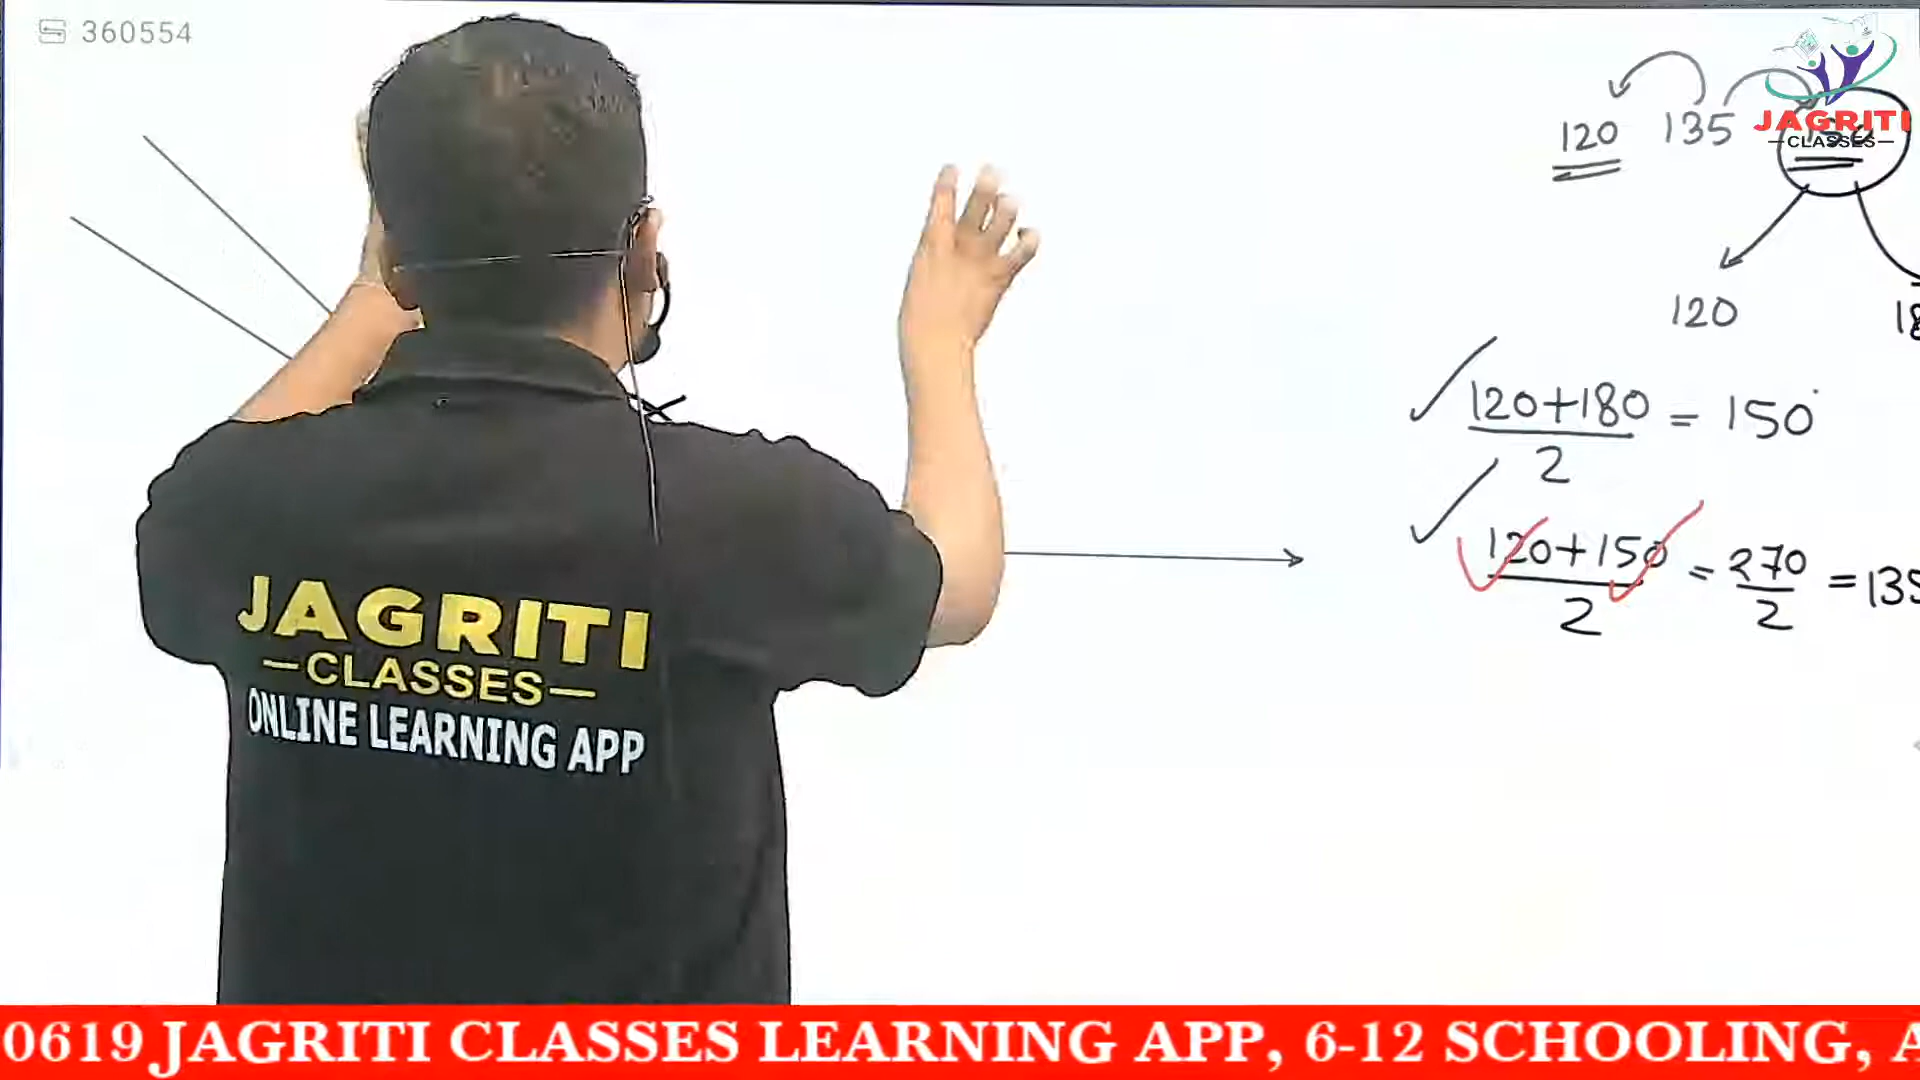 360554
JAGRITI
CLASSES
120 135
120
120+180 = 150°
2
120+150 = 270 = 135
2 2
JAGRITI
—CLASSES—
ONLINE LEARNING APP
0619 JAGRITI CLASSES LEARNING APP, 6-12 SCHOOLING,